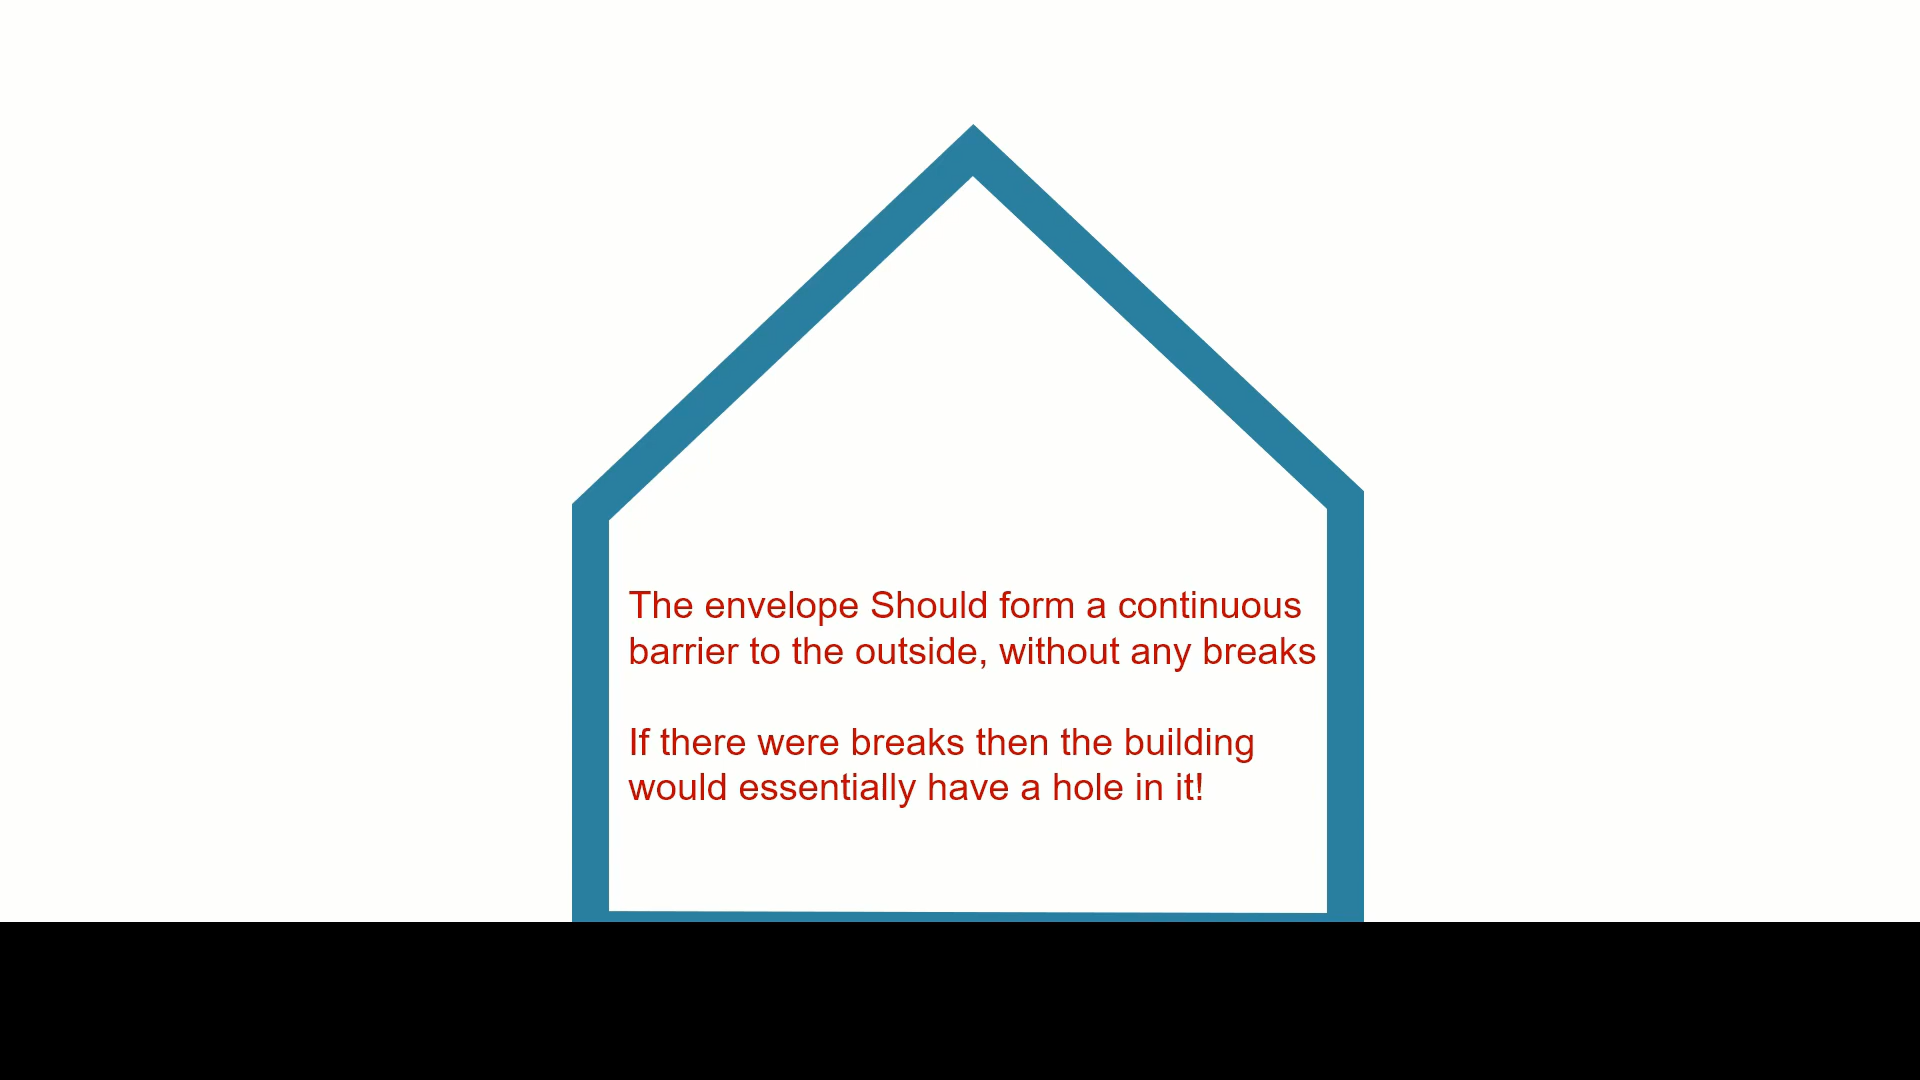 The envelope Should form a continuous
barrier to the outside, without any breaks
If there were breaks then the building
would essentially have a hole in it!